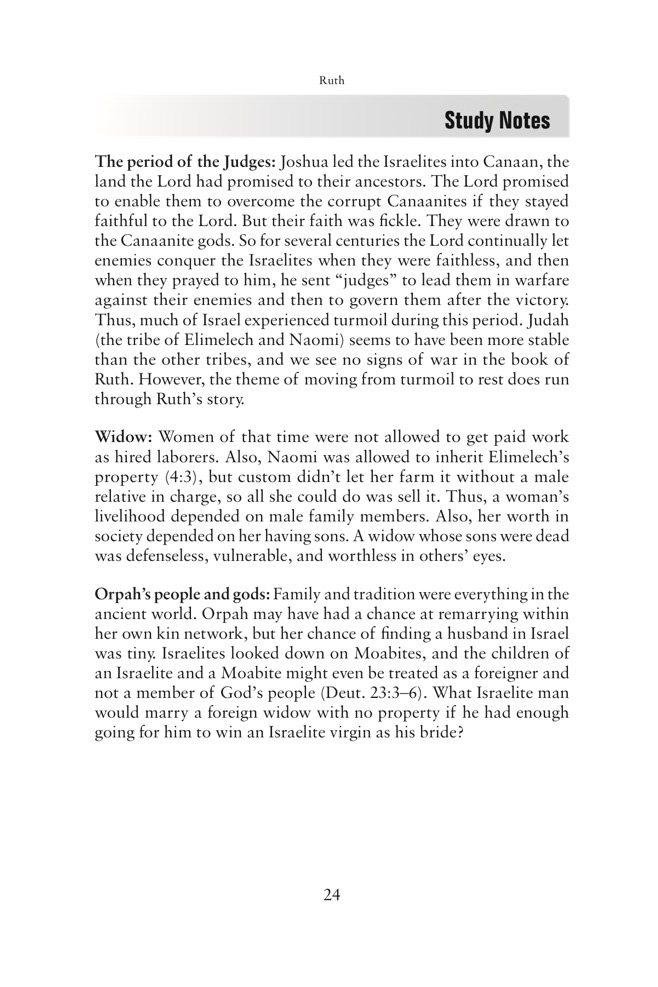 Ruth
Study Notes
The period of the Judges: Joshua led the Israelites into Canaan, the
land the Lord had promised to their ancestors. The Lord promised
to enable them to overcome the corrupt Canaanites if they stayed
faithful to the Lord. But their faith was fickle. They were drawn to
the Canaanite gods. So for several centuries the Lord continually let
enemies conquer the Israelites when they were faithless, and then
when they prayed to him, he sent “judges” to lead them in warfare
against their enemies and then to govern them after the victory.
Thus, much of Israel experienced turmoil during this period. Judah
(the tribe of Elimelech and Naomi) seems to have been more stable
than the other tribes, and we see no signs of war in the book of
Ruth. However, the theme of moving from turmoil to rest does run
through Ruth’s story.
Widow: Women of that time were not allowed to get paid work
as hired laborers. Also, Naomi was allowed to inherit Elimelech’s
property (4:3), but custom didn’t let her farm it without a male
relative in charge, so all she could do was sell it. Thus, a woman’s
livelihood depended on male family members. Also, her worth in
society depended on her having sons. A widow whose sons were dead
was defenseless, vulnerable, and worthless in others’ eyes.
Orpah’s people and gods: Family and tradition were everything in the
ancient world. Orpah may have had a chance at remarrying within
her own kin network, but her chance of finding a husband in Israel
was tiny. Israelites looked down on Moabites, and the children of
an Israelite and a Moabite might even be treated as a foreigner and
not a member of God’s people (Deut. 23:3–6). What Israelite man
would marry a foreign widow with no property if he had enough
going for him to win an Israelite virgin as his bride?
24